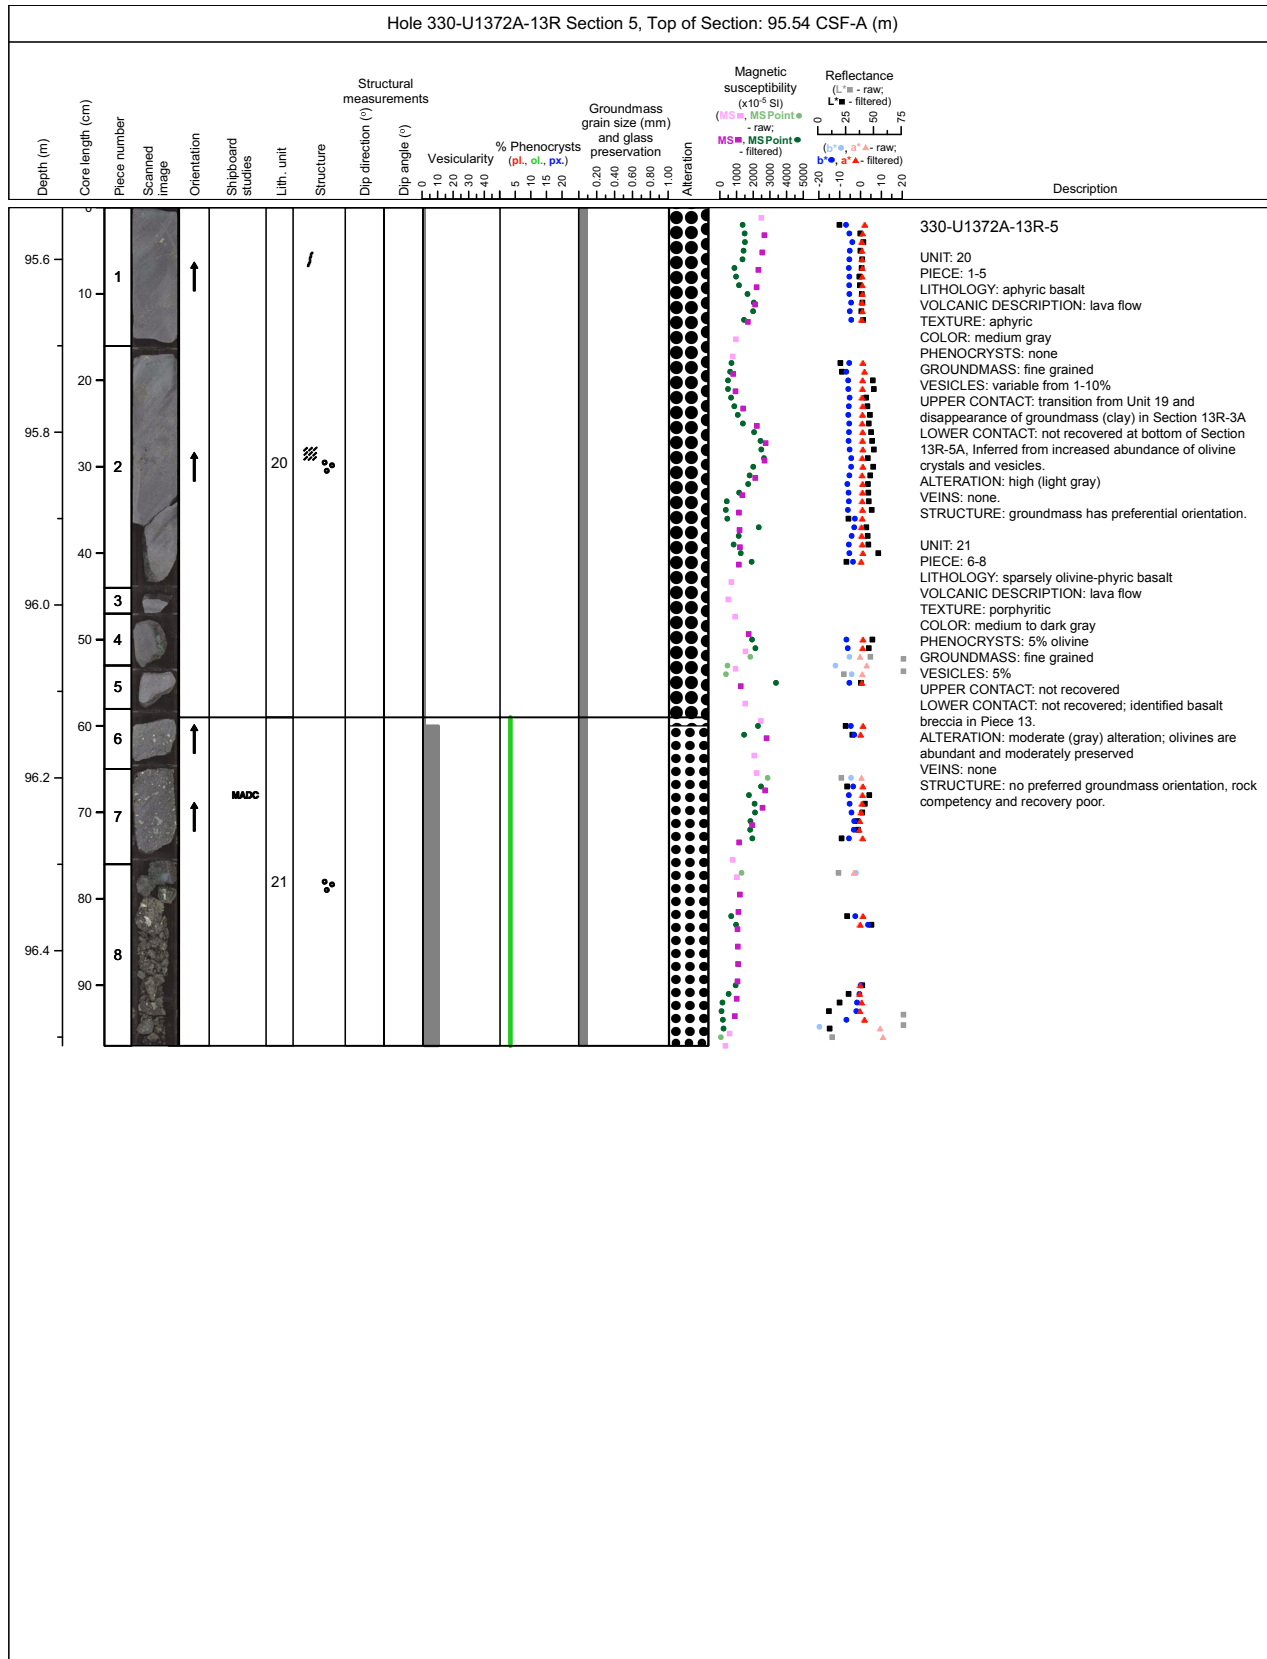 Hole 330-U1372A-13R Section 5, Top of Section: 95.54 CSF-A (m)
Depth (m)
Core length (cm)
Piece number
Scanned image
Orientation
Shipboard studies
Lith. unit
Structure
Structural measurements
Dip direction (°)
Dip angle (°)
Vesicularity
0 10 20 30 40
% Phenocrysts
(pl., ol., px.)
5 10 15 20
Groundmass
grain size (mm)
and glass
preservation
0.20 0.40 0.60 0.80 1.00
Alteration
Magnetic
susceptibility
(x10-5 SI)
(MS■, MSPoint●
- raw;
MS■, MSPoint●
- filtered)
0 1000 2000 3000 4000 5000
Reflectance
(L*■ - raw;
L*■ - filtered)
0 25 50 75
(b*●, a*▲- raw;
b*●, a*▲- filtered)
-20 -10 0 10 20
Description
95.6
95.8
96.0
96.2
96.4
0
10
20
30
40
50
60
70
80
90
1
2
3
4
5
6
7
8
MADC
20
21
330-U1372A-13R-5
UNIT: 20
PIECE: 1-5
LITHOLOGY: aphyric basalt
VOLCANIC DESCRIPTION: lava flow
TEXTURE: aphyric
COLOR: medium gray
PHENOCRYSTS: none
GROUNDMASS: fine grained
VESICLES: variable from 1-10%
UPPER CONTACT: transition from Unit 19 and
disappearance of groundmass (clay) in Section 13R-3A
LOWER CONTACT: not recovered at bottom of Section
13R-5A, Inferred from increased abundance of olivine
crystals and vesicles.
ALTERATION: high (light gray)
VEINS: none.
STRUCTURE: groundmass has preferential orientation.
UNIT: 21
PIECE: 6-8
LITHOLOGY: sparsely olivine-phyric basalt
VOLCANIC DESCRIPTION: lava flow
TEXTURE: porphyritic
COLOR: medium to dark gray
PHENOCRYSTS: 5% olivine
GROUNDMASS: fine grained
VESICLES: 5%
UPPER CONTACT: not recovered
LOWER CONTACT: not recovered; identified basalt
breccia in Piece 13.
ALTERATION: moderate (gray) alteration; olivines are
abundant and moderately preserved
VEINS: none
STRUCTURE: no preferred groundmass orientation, rock
competency and recovery poor.